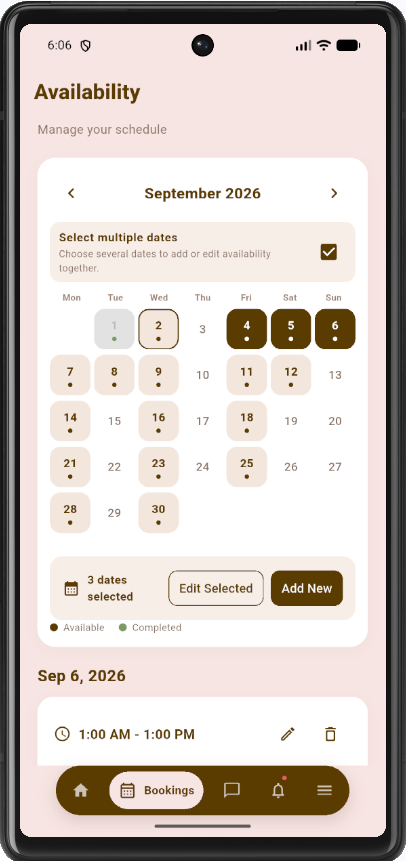 6:06
Availability
Manage your schedule
September 2026
Select multiple dates
Choose several dates to add or edit availability
together.
Mon Tue Wed Thu Fri Sat Sun
1 2 3 4 5 6
7 8 9 10 11 12 13
14 15 16 17 18 19 20
21 22 23 24 25 26 27
28 29 30
3 dates
selected
Edit Selected
Add New
Available
Completed
Sep 6, 2026
1:00 AM - 1:00 PM
Bookings